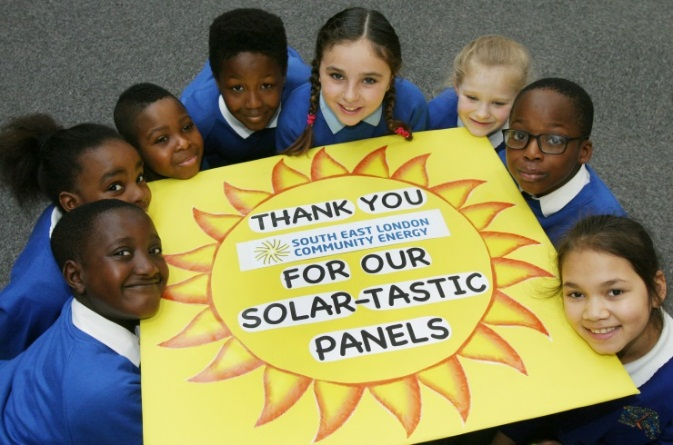 THANK YOU
SOUTH EAST LONDON
COMMUNITY ENERGY
FOR OUR
SOLAR-TASTIC
PANELS